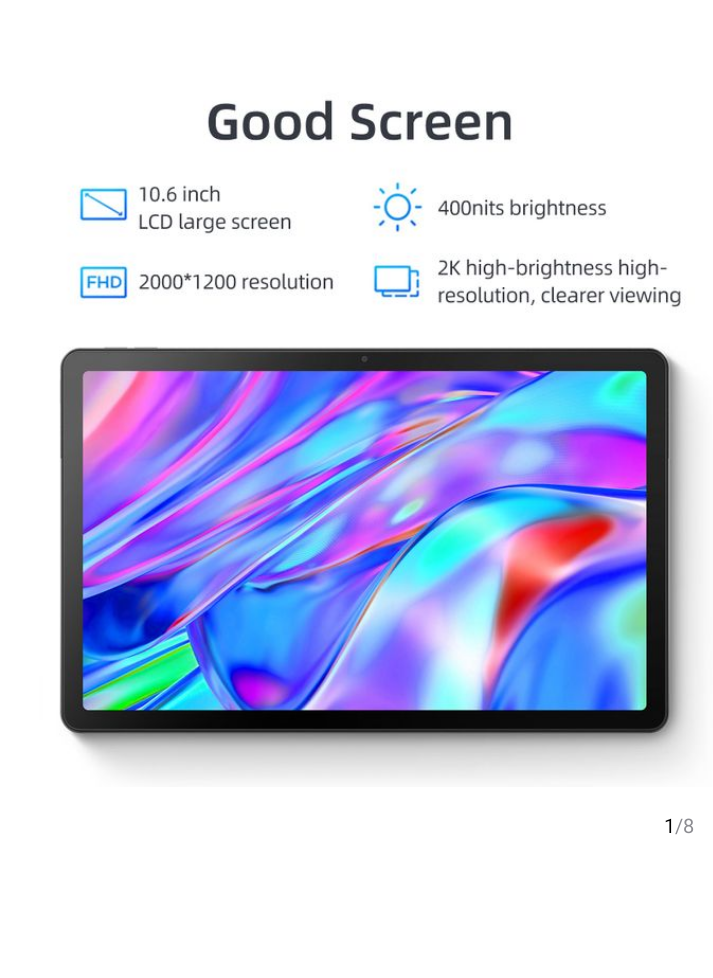 Good Screen
10.6 inch
LCD large screen
400nits brightness
FHD
2000*1200 resolution
2K high-brightness high-
resolution, clearer viewing
1/8